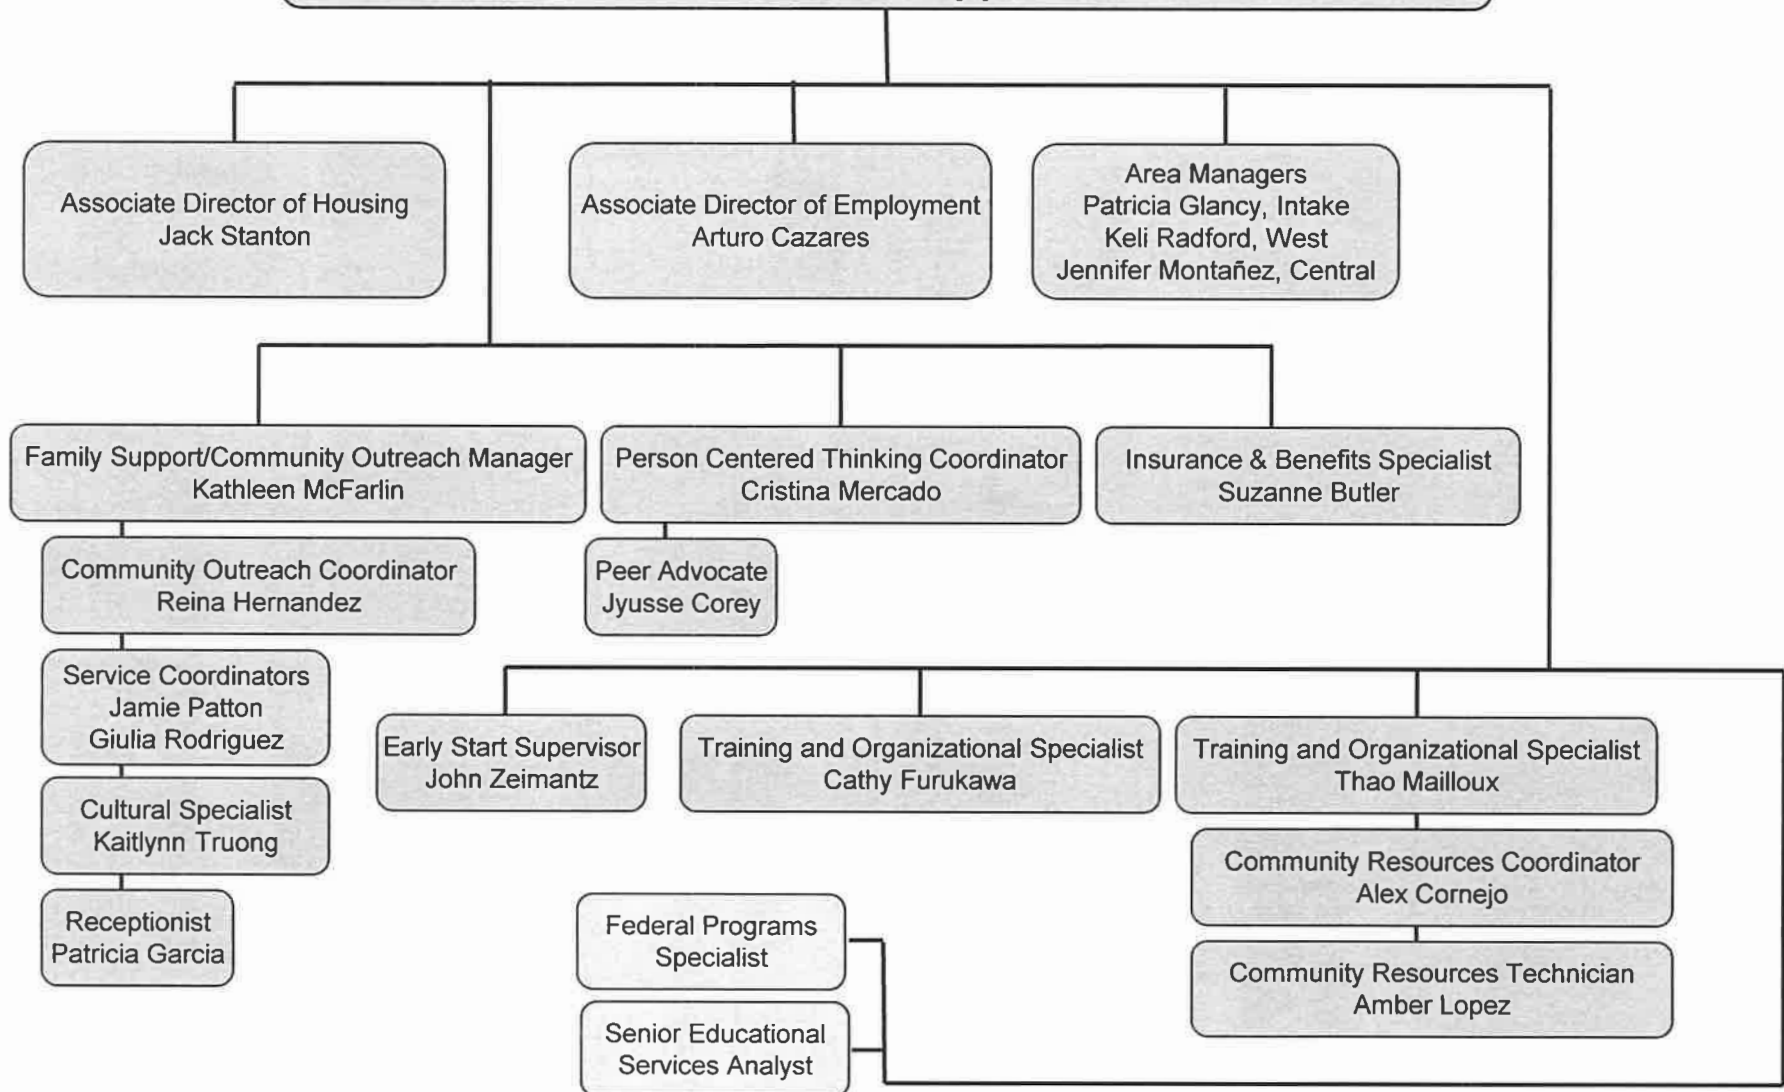 Associate Director of Housing
Jack Stanton
Associate Director of Employment
Arturo Cazares
Area Managers
Patricia Glancy, Intake
Keli Radford, West
Jennifer Montañez, Central
Family Support/Community Outreach Manager
Kathleen McFarlin
Person Centered Thinking Coordinator
Cristina Mercado
Insurance & Benefits Specialist
Suzanne Butler
Community Outreach Coordinator
Reina Hernandez
Peer Advocate
Jyusse Corey
Service Coordinators
Jamie Patton
Giulia Rodriguez
Early Start Supervisor
John Zeimantz
Training and Organizational Specialist
Cathy Furukawa
Training and Organizational Specialist
Thao Mailloux
Cultural Specialist
Kaitlynn Truong
Community Resources Coordinator
Alex Cornejo
Receptionist
Patricia Garcia
Federal Programs
Specialist
Community Resources Technician
Amber Lopez
Senior Educational
Services Analyst